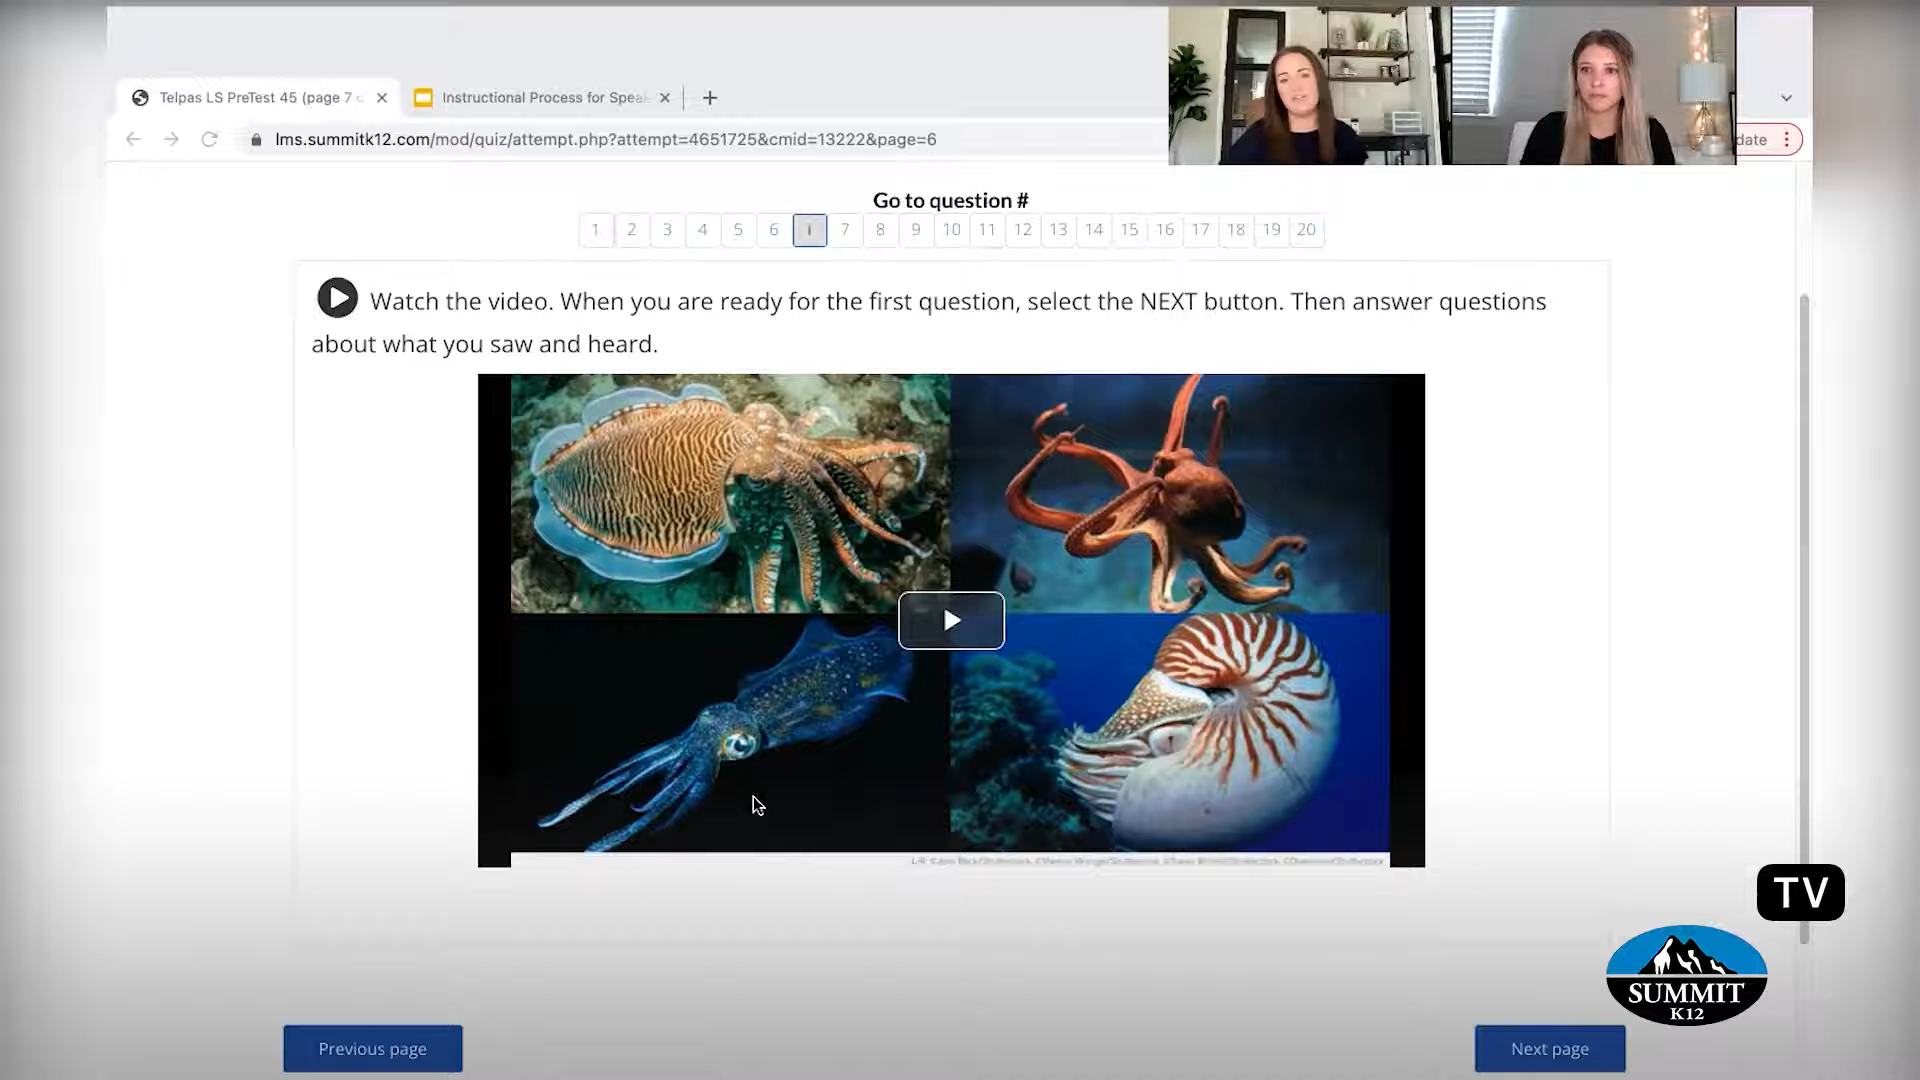 Telpas LS PreTest 45 (page 7 o
Instructional Process for Spea
lms.summitk12.com/mod/quiz/attempt.php?attempt=4651725&cmid=13222&page=6
date
Go to question #
1 2 3 4 5 6 i 7 8 9 10 11 12 13 14 15 16 17 18 19 20
Watch the video. When you are ready for the first question, select the NEXT button. Then answer questions
about what you saw and heard.
TV
SUMMIT
K12
Previous page
Next page